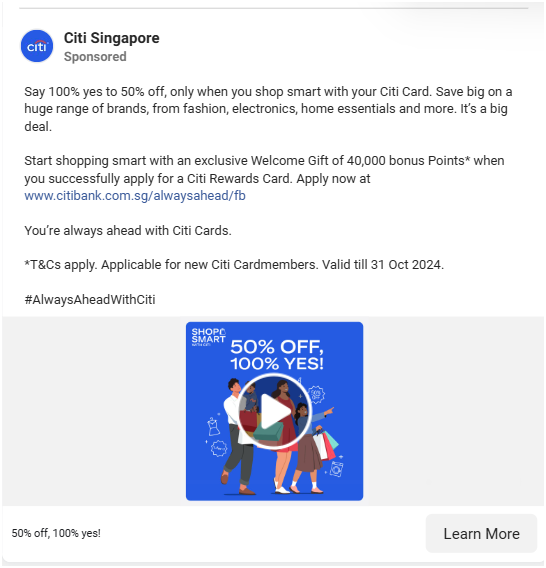 citi
Citi Singapore
Sponsored
Say 100% yes to 50% off, only when you shop smart with your Citi Card. Save big on a
huge range of brands, from fashion, electronics, home essentials and more. It's a big
deal.
Start shopping smart with an exclusive Welcome Gift of 40,000 bonus Points* when
you successfully apply for a Citi Rewards Card. Apply now at
www.citibank.com.sg/alwaysahead/fb
You're always ahead with Citi Cards.
*T&Cs apply. Applicable for new Citi Cardmembers. Valid till 31 Oct 2024.
#AlwaysAheadWithCiti
SHOP
SMART
WITH CITI
50% OFF,
100% YES!
50% off, 100% yes!
Learn More